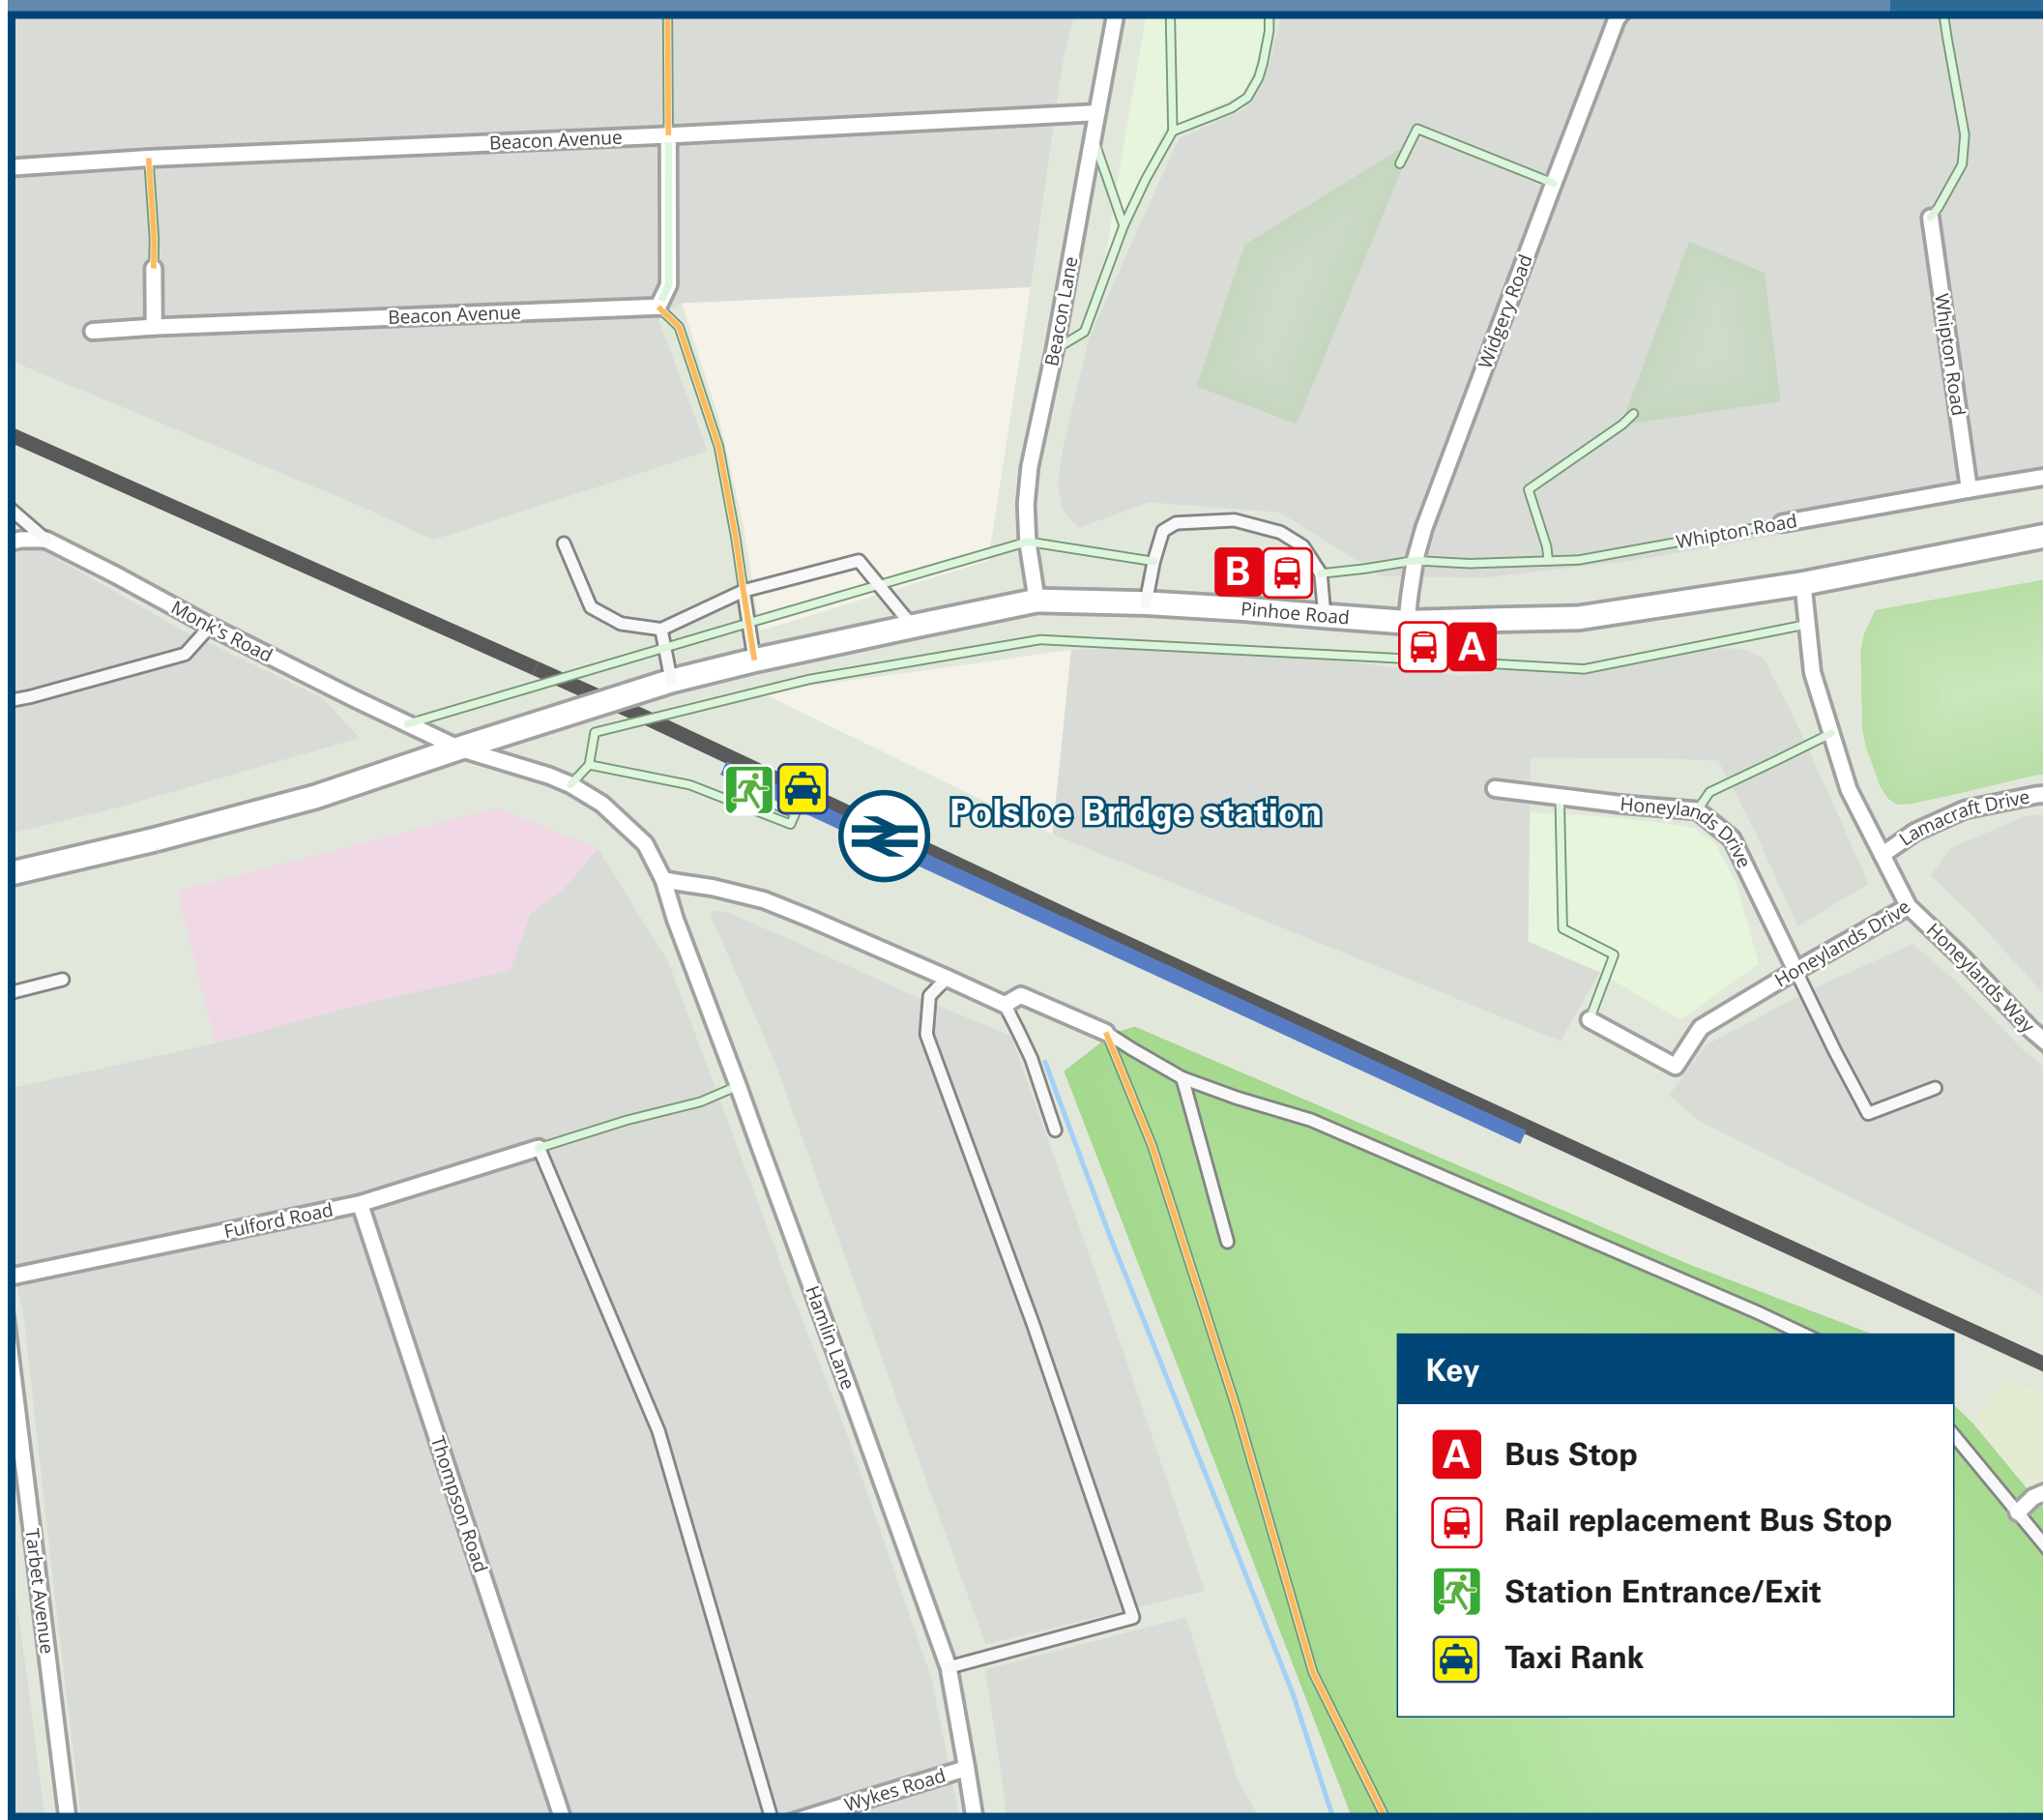 Beacon Avenue
Beacon Avenue
Beacon Lane
Widgery Road
Whipton Road
Whipton Road
B
Pinhoe Road
A
Monk's Road
Polsloe Bridge station
Honeylands Drive
Lamacraft Drive
Honeylands Drive
Honeylands Way
Fulford Road
Hamlin Lane
Thompson Road
Tarbet Avenue
Wykes Road
Key
A Bus Stop
Rail replacement Bus Stop
Station Entrance/Exit
Taxi Rank